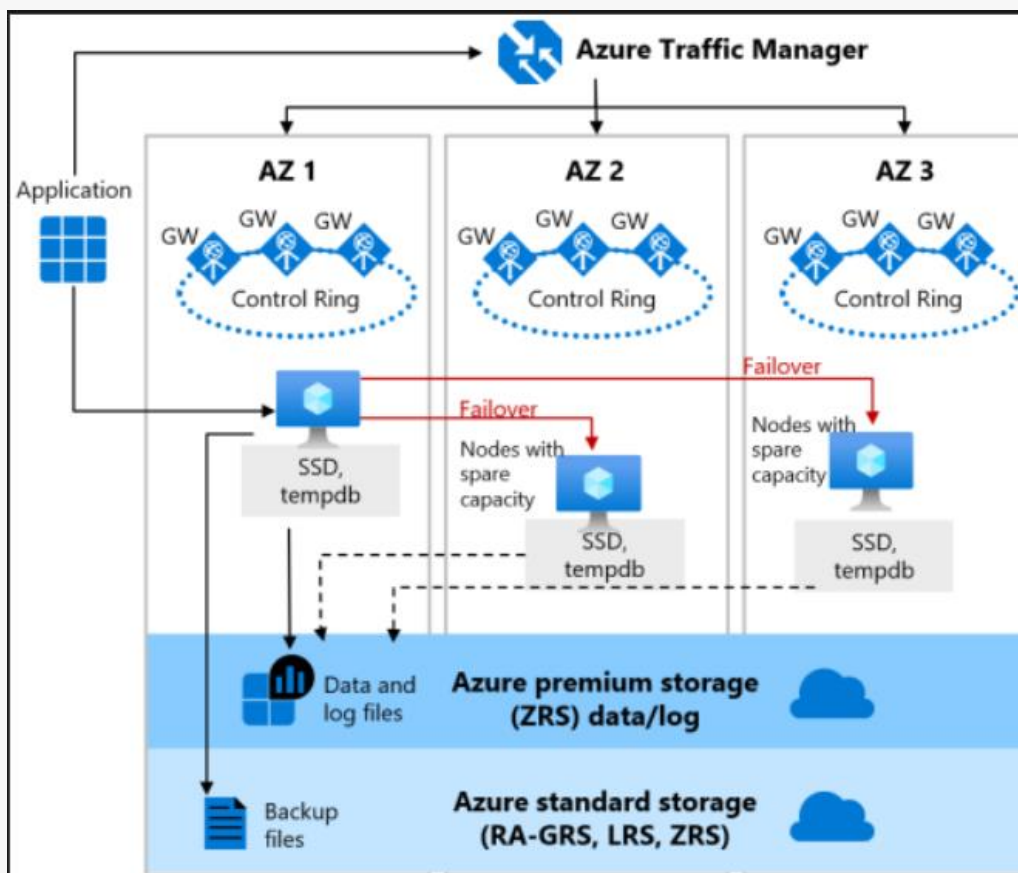 Azure Traffic Manager
Application
AZ 1
AZ 2
AZ 3
GW
GW
GW
Control Ring
GW
GW
GW
Control Ring
GW
GW
GW
Control Ring
Failover
Failover
Nodes with
spare
capacity
Nodes with
spare
capacity
SSD,
tempdb
SSD,
tempdb
SSD,
tempdb
Data and
log files
Azure premium storage
(ZRS) data/log
Backup
files
Azure standard storage
(RA-GRS, LRS, ZRS)